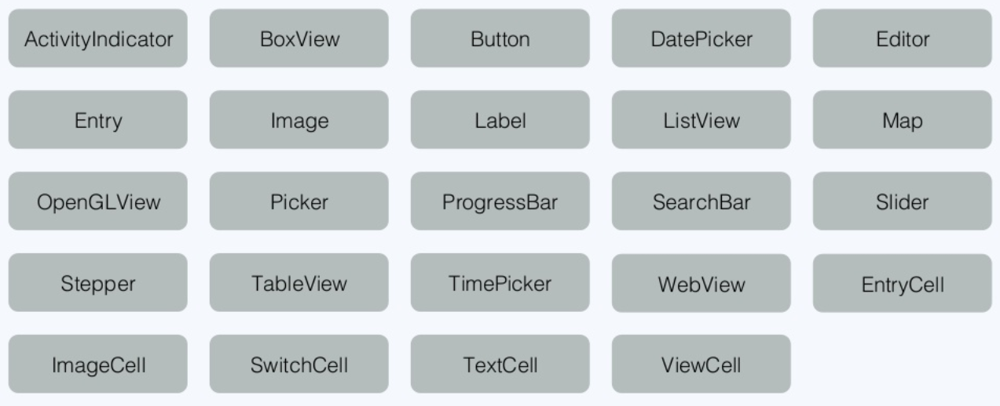 ActivityIndicator
BoxView
Button
DatePicker
Editor
Entry
Image
Label
ListView
Map
OpenGLView
Picker
ProgressBar
SearchBar
Slider
Stepper
TableView
TimePicker
WebView
EntryCell
ImageCell
SwitchCell
TextCell
ViewCell